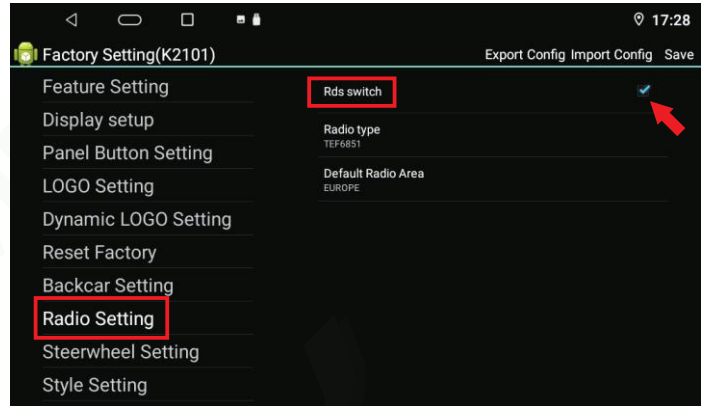 17:28
Factory Setting(K2101)
Export Config Import Config Save
Feature Setting
Display setup
Panel Button Setting
LOGO Setting
Dynamic LOGO Setting
Reset Factory
Backcar Setting
Radio Setting
Steerwheel Setting
Style Setting
Rds switch
Radio type
TEF6851
Default Radio Area
EUROPE